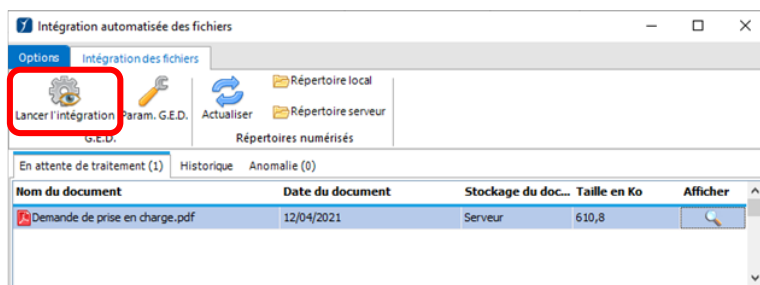 Intégration automatisée des fichiers
Options Intégration des fichiers
Répertoire local
Lancer l'intégration Param. G.E.D. Actualiser Répertoire serveur
G.E.D. Répertoires numérisés
En attente de traitement (1) Historique Anomalie (0)
Nom du document Date du document Stockage du doc... Taille en Ko Afficher
Demande de prise en charge.pdf 12/04/2021 Serveur 610,8